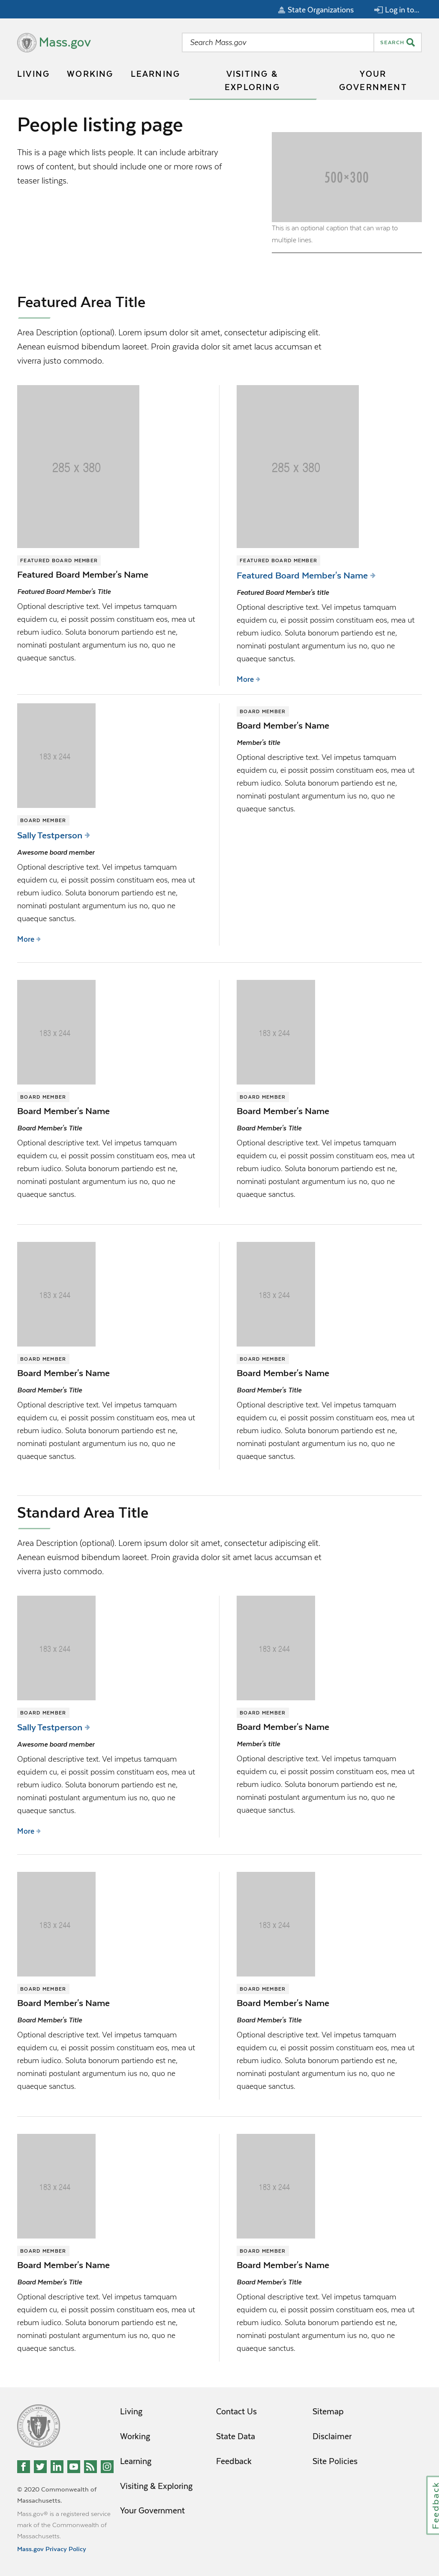 State Organizations
Log in to...
Mass.gov
Search Mass.gov
SEARCH
LIVING
WORKING
LEARNING
VISITING &
EXPLORING
YOUR
GOVERNMENT
People listing page
This is a page which lists people. It can include arbitrary
rows of content, but should include one or more rows of
teaser listings.
500×300
This is an optional caption that can wrap to
multiple lines.
Featured Area Title
Area Description (optional). Lorem ipsum dolor sit amet, consectetur adipiscing elit.
Aenean euismod bibendum laoreet. Proin gravida dolor sit amet lacus accumsan et
viverra justo commodo.
285 x 380
FEATURED BOARD MEMBER
Featured Board Member's Name
Featured Board Member's Title
Optional descriptive text. Vel impetus tamquam
equidem cu, ei possit possim constituam eos, mea ut
rebum iudico. Soluta bonorum partiendo est ne,
nominati postulant argumentum ius no, quo ne
quaeque sanctus.
285 x 380
FEATURED BOARD MEMBER
Featured Board Member's Name
Featured Board Member's title
Optional descriptive text. Vel impetus tamquam
equidem cu, ei possit possim constituam eos, mea ut
rebum iudico. Soluta bonorum partiendo est ne,
nominati postulant argumentum ius no, quo ne
quaeque sanctus.
More
183 x 244
BOARD MEMBER
Sally Testperson
Awesome board member
Optional descriptive text. Vel impetus tamquam
equidem cu, ei possit possim constituam eos, mea ut
rebum iudico. Soluta bonorum partiendo est ne,
nominati postulant argumentum ius no, quo ne
quaeque sanctus.
More
BOARD MEMBER
Board Member's Name
Member's title
Optional descriptive text. Vel impetus tamquam
equidem cu, ei possit possim constituam eos, mea ut
rebum iudico. Soluta bonorum partiendo est ne,
nominati postulant argumentum ius no, quo ne
quaeque sanctus.
183 x 244
BOARD MEMBER
Board Member's Name
Board Member's Title
Optional descriptive text. Vel impetus tamquam
equidem cu, ei possit possim constituam eos, mea ut
rebum iudico. Soluta bonorum partiendo est ne,
nominati postulant argumentum ius no, quo ne
quaeque sanctus.
183 x 244
BOARD MEMBER
Board Member's Name
Board Member's Title
Optional descriptive text. Vel impetus tamquam
equidem cu, ei possit possim constituam eos, mea ut
rebum iudico. Soluta bonorum partiendo est ne,
nominati postulant argumentum ius no, quo ne
quaeque sanctus.
183 x 244
BOARD MEMBER
Board Member's Name
Board Member's Title
Optional descriptive text. Vel impetus tamquam
equidem cu, ei possit possim constituam eos, mea ut
rebum iudico. Soluta bonorum partiendo est ne,
nominati postulant argumentum ius no, quo ne
quaeque sanctus.
183 x 244
BOARD MEMBER
Board Member's Name
Board Member's Title
Optional descriptive text. Vel impetus tamquam
equidem cu, ei possit possim constituam eos, mea ut
rebum iudico. Soluta bonorum partiendo est ne,
nominati postulant argumentum ius no, quo ne
quaeque sanctus.
Standard Area Title
Area Description (optional). Lorem ipsum dolor sit amet, consectetur adipiscing elit.
Aenean euismod bibendum laoreet. Proin gravida dolor sit amet lacus accumsan et
viverra justo commodo.
183 x 244
BOARD MEMBER
Sally Testperson
Awesome board member
Optional descriptive text. Vel impetus tamquam
equidem cu, ei possit possim constituam eos, mea ut
rebum iudico. Soluta bonorum partiendo est ne,
nominati postulant argumentum ius no, quo ne
quaeque sanctus.
More
183 x 244
BOARD MEMBER
Board Member's Name
Member's title
Optional descriptive text. Vel impetus tamquam
equidem cu, ei possit possim constituam eos, mea ut
rebum iudico. Soluta bonorum partiendo est ne,
nominati postulant argumentum ius no, quo ne
quaeque sanctus.
183 x 244
BOARD MEMBER
Board Member's Name
Board Member's Title
Optional descriptive text. Vel impetus tamquam
equidem cu, ei possit possim constituam eos, mea ut
rebum iudico. Soluta bonorum partiendo est ne,
nominati postulant argumentum ius no, quo ne
quaeque sanctus.
183 x 244
BOARD MEMBER
Board Member's Name
Board Member's Title
Optional descriptive text. Vel impetus tamquam
equidem cu, ei possit possim constituam eos, mea ut
rebum iudico. Soluta bonorum partiendo est ne,
nominati postulant argumentum ius no, quo ne
quaeque sanctus.
183 x 244
BOARD MEMBER
Board Member's Name
Board Member's Title
Optional descriptive text. Vel impetus tamquam
equidem cu, ei possit possim constituam eos, mea ut
rebum iudico. Soluta bonorum partiendo est ne,
nominati postulant argumentum ius no, quo ne
quaeque sanctus.
183 x 244
BOARD MEMBER
Board Member's Name
Board Member's Title
Optional descriptive text. Vel impetus tamquam
equidem cu, ei possit possim constituam eos, mea ut
rebum iudico. Soluta bonorum partiendo est ne,
nominati postulant argumentum ius no, quo ne
quaeque sanctus.
© 2020 Commonwealth of
Massachusetts.
Mass.gov® is a registered service
mark of the Commonwealth of
Massachusetts.
Mass.gov Privacy Policy
Living
Working
Learning
Visiting & Exploring
Your Government
Contact Us
State Data
Feedback
Sitemap
Disclaimer
Site Policies
Feedback